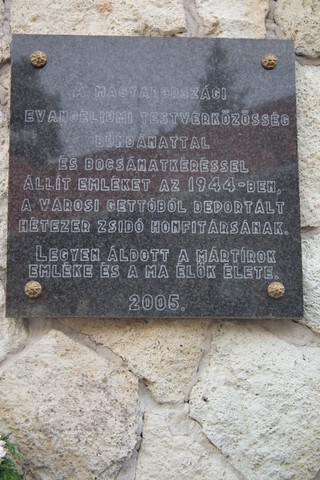 A MAGYARORSZÁGI
EVANGÉLIUMI TESTVÉRKÖZÖSSÉG
BŰNBÁNATTAL
ÉS BOCSÁNATKÉRÉSSEL
ÁLLÍT EMLÉKET AZ 1944-BEN,
A VÁROSI GETTÓBÓL DEPORTÁLT
HÉTEZER ZSIDÓ HONFITÁRSÁNAK.
LEGYEN ÁLDOTT A MÁRTÍROK
EMLÉKE ÉS A MA ÉLŐK ÉLETE.
2005.